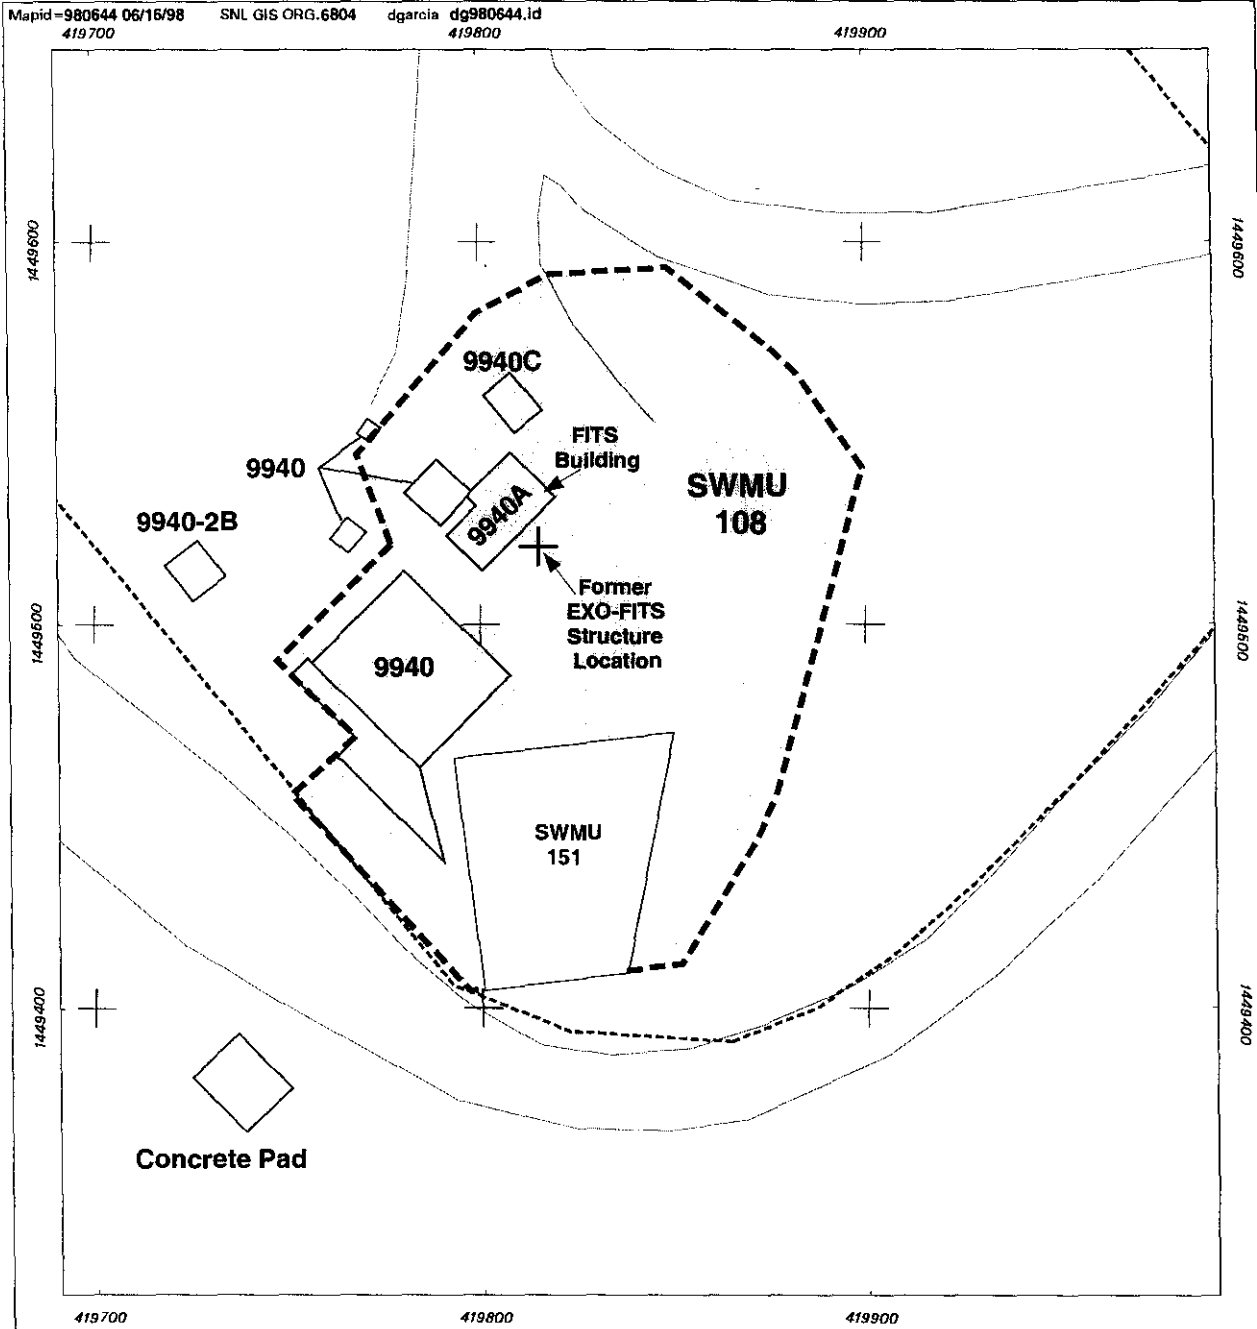 Mapid=980644 06/16/98 SNL GIS ORG.6804 dgarcia dg980644.id
419700 419800 419900
1449600
1449600
9940C
FITS
Building
9940
SWMU
108
9940A
9940-2B
Former
EXO-FITS
Structure
Location
1449500
1449500
9940
SWMU
151
1449400
1449400
Concrete Pad
419700 419800 419900